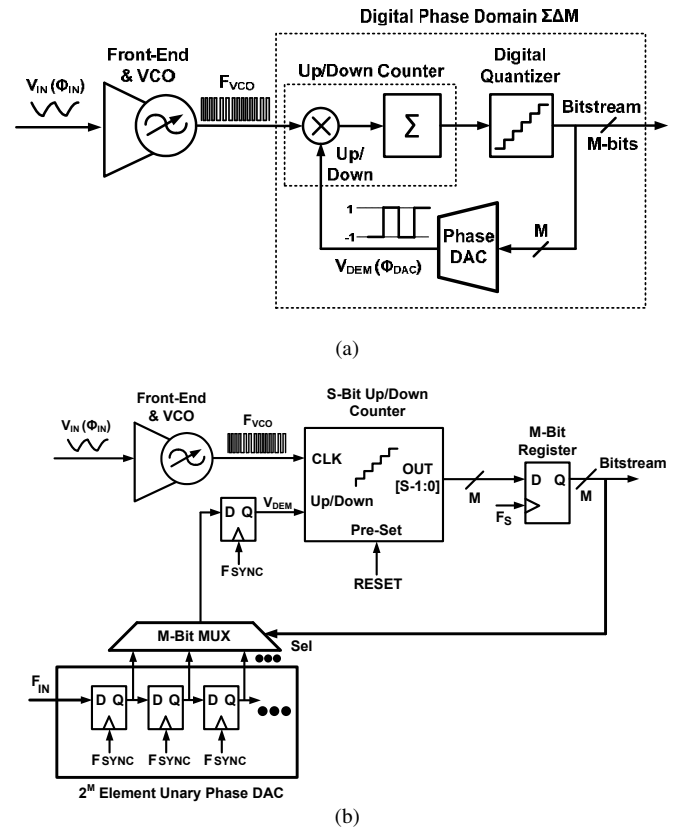 Digital Phase Domain ΣΔM
Front-End
& VCO
V_IN (Φ_IN)
F_VCO
Up/Down Counter
Digital
Quantizer
Σ
Bitstream
M-bits
Up/
Down
1
-1
V_DEM (Φ_DAC)
Phase
DAC
M
(a)
Front-End
& VCO
V_IN (Φ_IN)
F_VCO
S-Bit Up/Down
Counter
CLK
OUT
[S-1:0]
Up/Down
Pre-Set
RESET
M
M-Bit
Register
D Q
F_S
M
Bitstream
D Q
V_DEM
F_SYNC
M-Bit MUX
Sel
F_IN
D Q
D Q
D Q
F_SYNC
F_SYNC
F_SYNC
2^M Element Unary Phase DAC
(b)